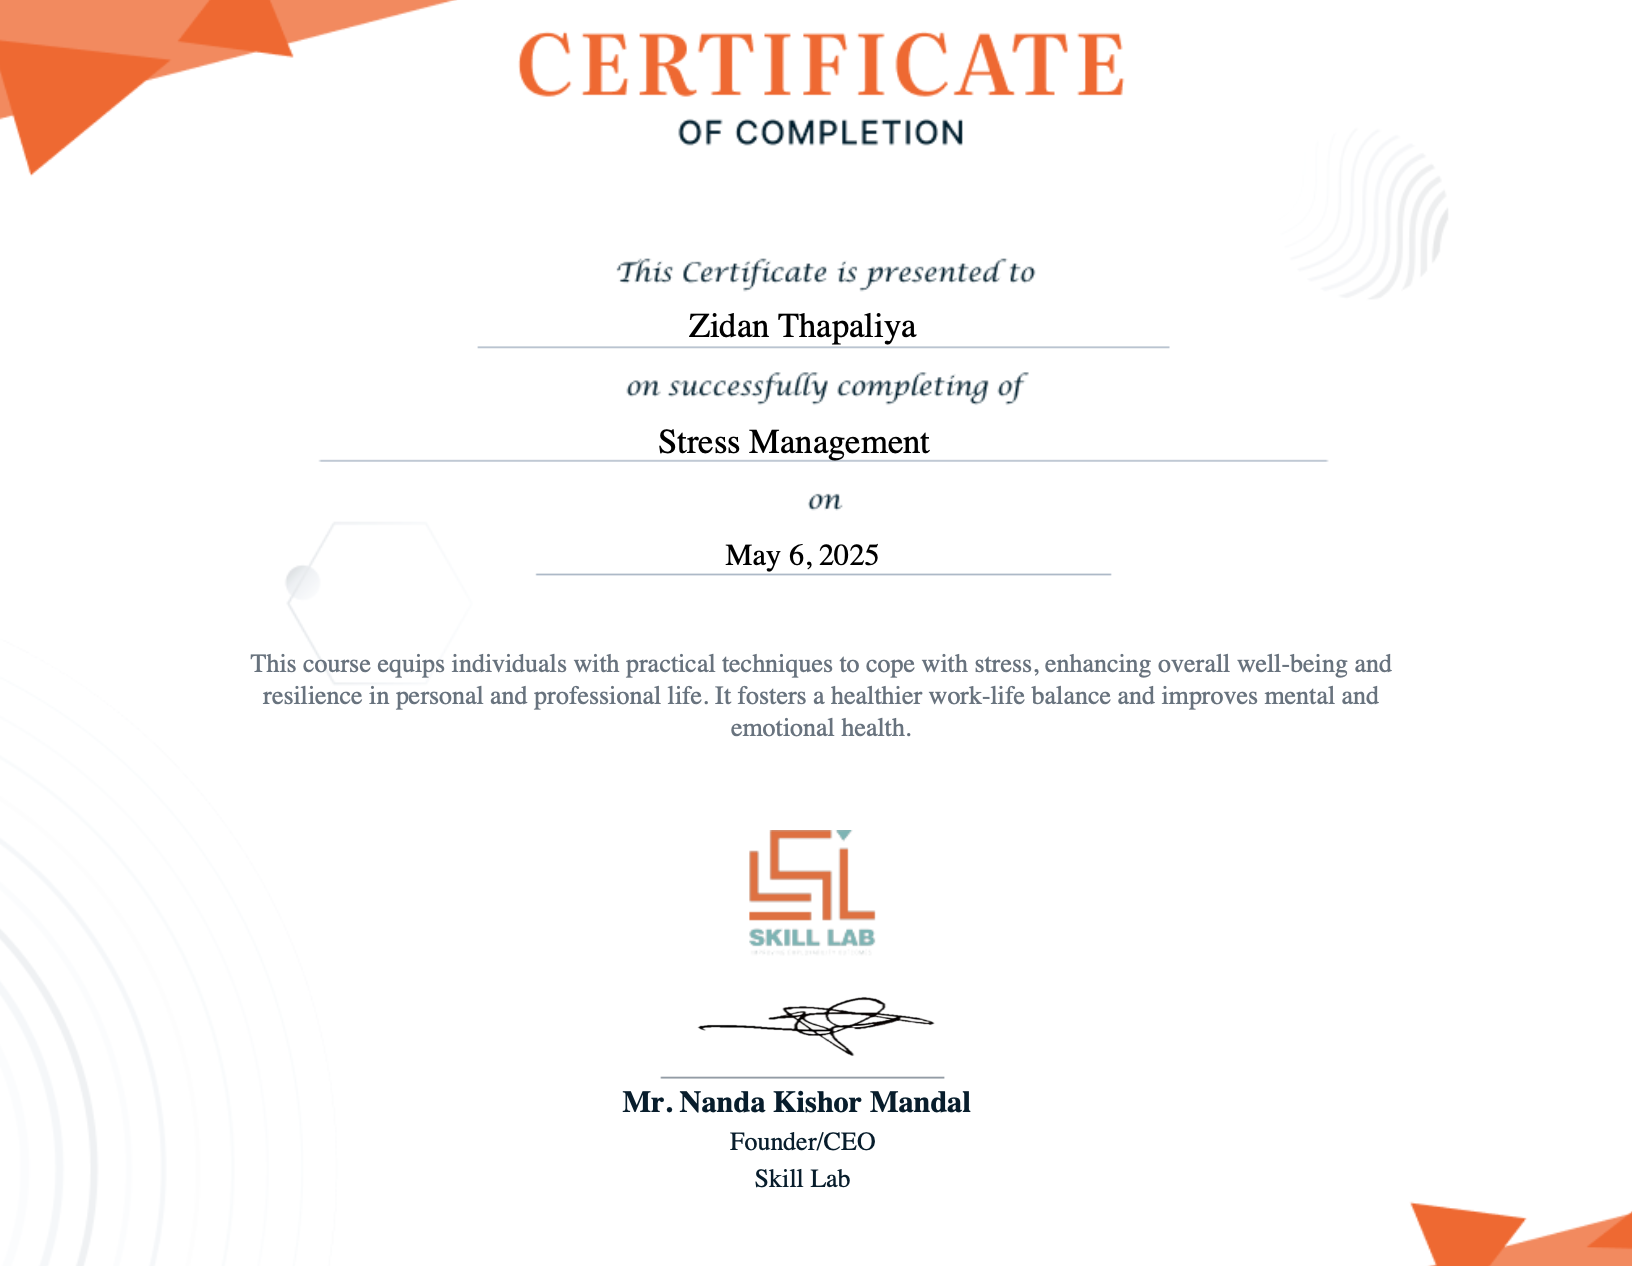 CERTIFICATE
OF COMPLETION
This Certificate is presented to
Zidan Thapaliya
on successfully completing of
Stress Management
on
May 6, 2025
This course equips individuals with practical techniques to cope with stress, enhancing overall well-being and
resilience in personal and professional life. It fosters a healthier work-life balance and improves mental and
emotional health.
SKILL LAB
Mr. Nanda Kishor Mandal
Founder/CEO
Skill Lab